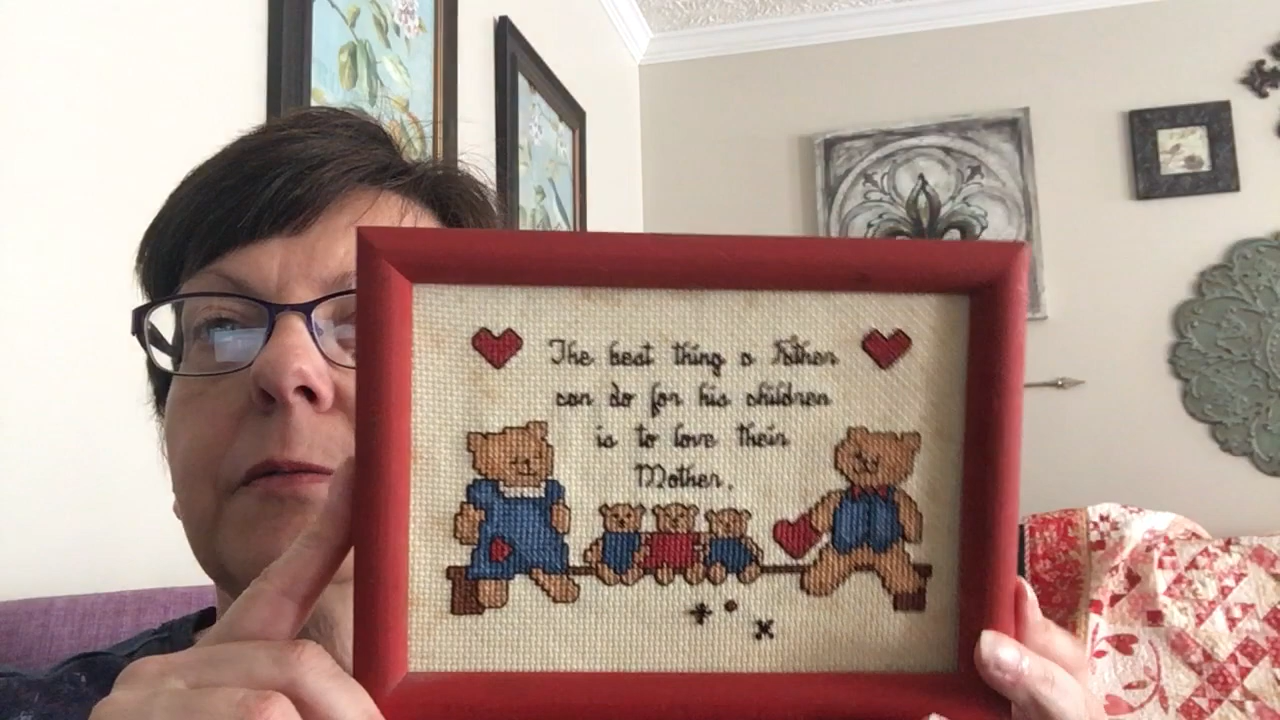 The best thing a Father
can do for his children
is to love their
Mother.